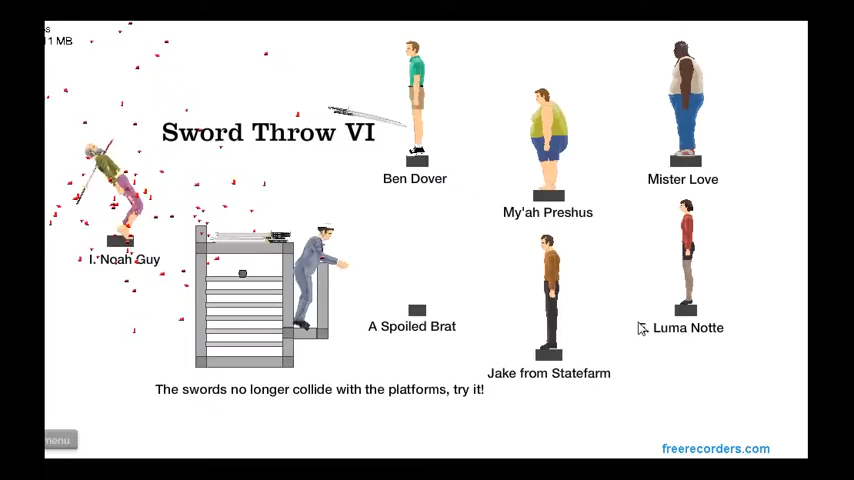 11 MB
Sword Throw VI
Ben Dover
Mister Love
My'ah Preshus
I. Noah Guy
A Spoiled Brat
Luma Notte
Jake from Statefarm
The swords no longer collide with the platforms, try it!
menu
freerecorders.com